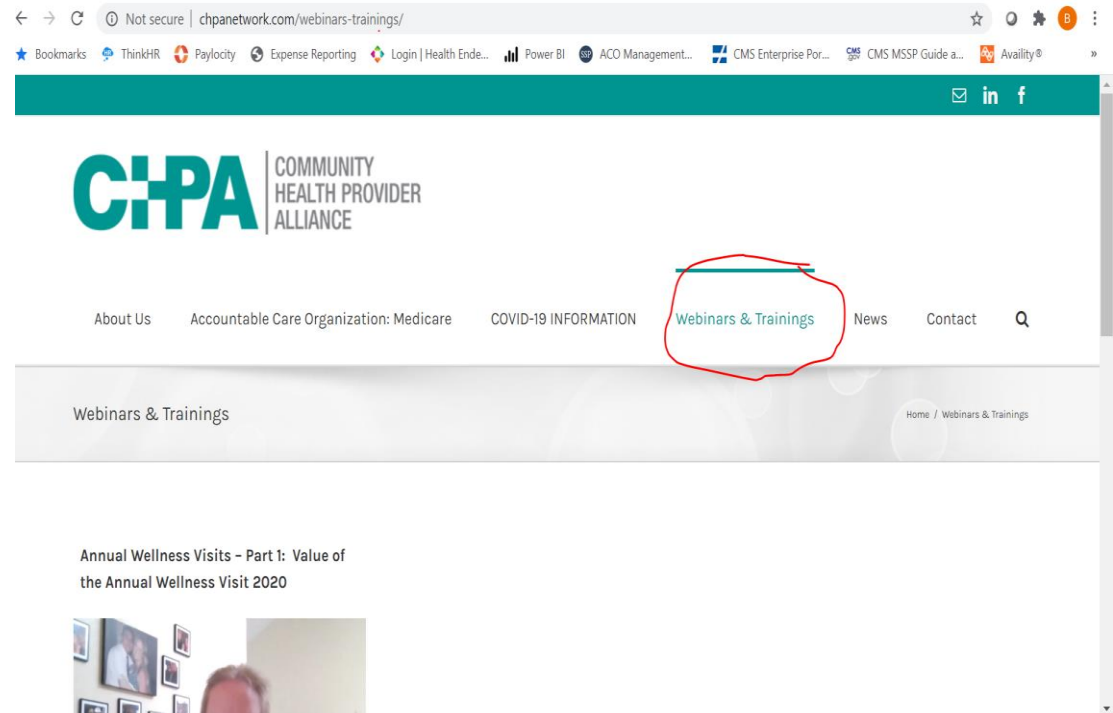 Not secure | chpanetwork.com/webinars-trainings/
B
Bookmarks ThinkHR Paylocity Expense Reporting Login | Health Ende... Power BI SSP ACO Management... CMS Enterprise Por... CMS MSSP Guide a... Availity® »
in f
CHPA
COMMUNITY
HEALTH PROVIDER
ALLIANCE
About Us Accountable Care Organization: Medicare COVID-19 INFORMATION Webinars & Trainings News Contact
Webinars & Trainings
Home / Webinars & Trainings
Annual Wellness Visits – Part 1: Value of
the Annual Wellness Visit 2020